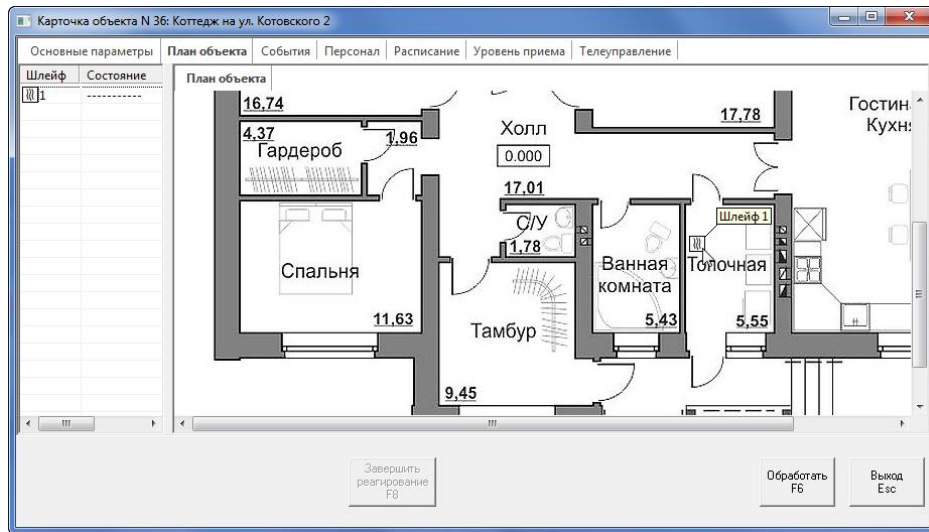 Карточка объекта N 36: Коттедж на ул. Котовского 2
Основные параметры План объекта События Персонал Расписание Уровень приема Телеуправление
Шлейф Состояние
1 -----------
План объекта
16,74
17,78
Гостин
Кухн
4,37
1,96
Гардероб
Холл
0.000
17,01
С/У
1,78
Шлейф 1
Спальня
11,63
Ванная
комната
5,43
Топочная
5,55
Тамбур
9,45
Завершить
реагирование
F8
Обработать
F6
Выход
Esc